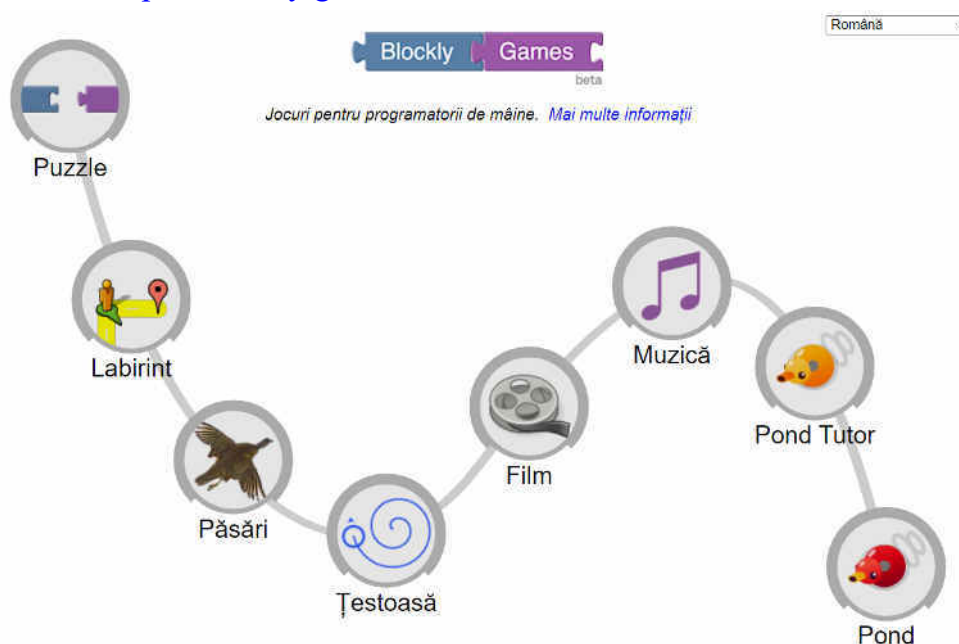 Română
Blockly Games
beta
Jocuri pentru programatorii de mâine. Mai multe informații
Puzzle
Labirint
Păsări
Țestoasă
Film
Muzică
Pond Tutor
Pond